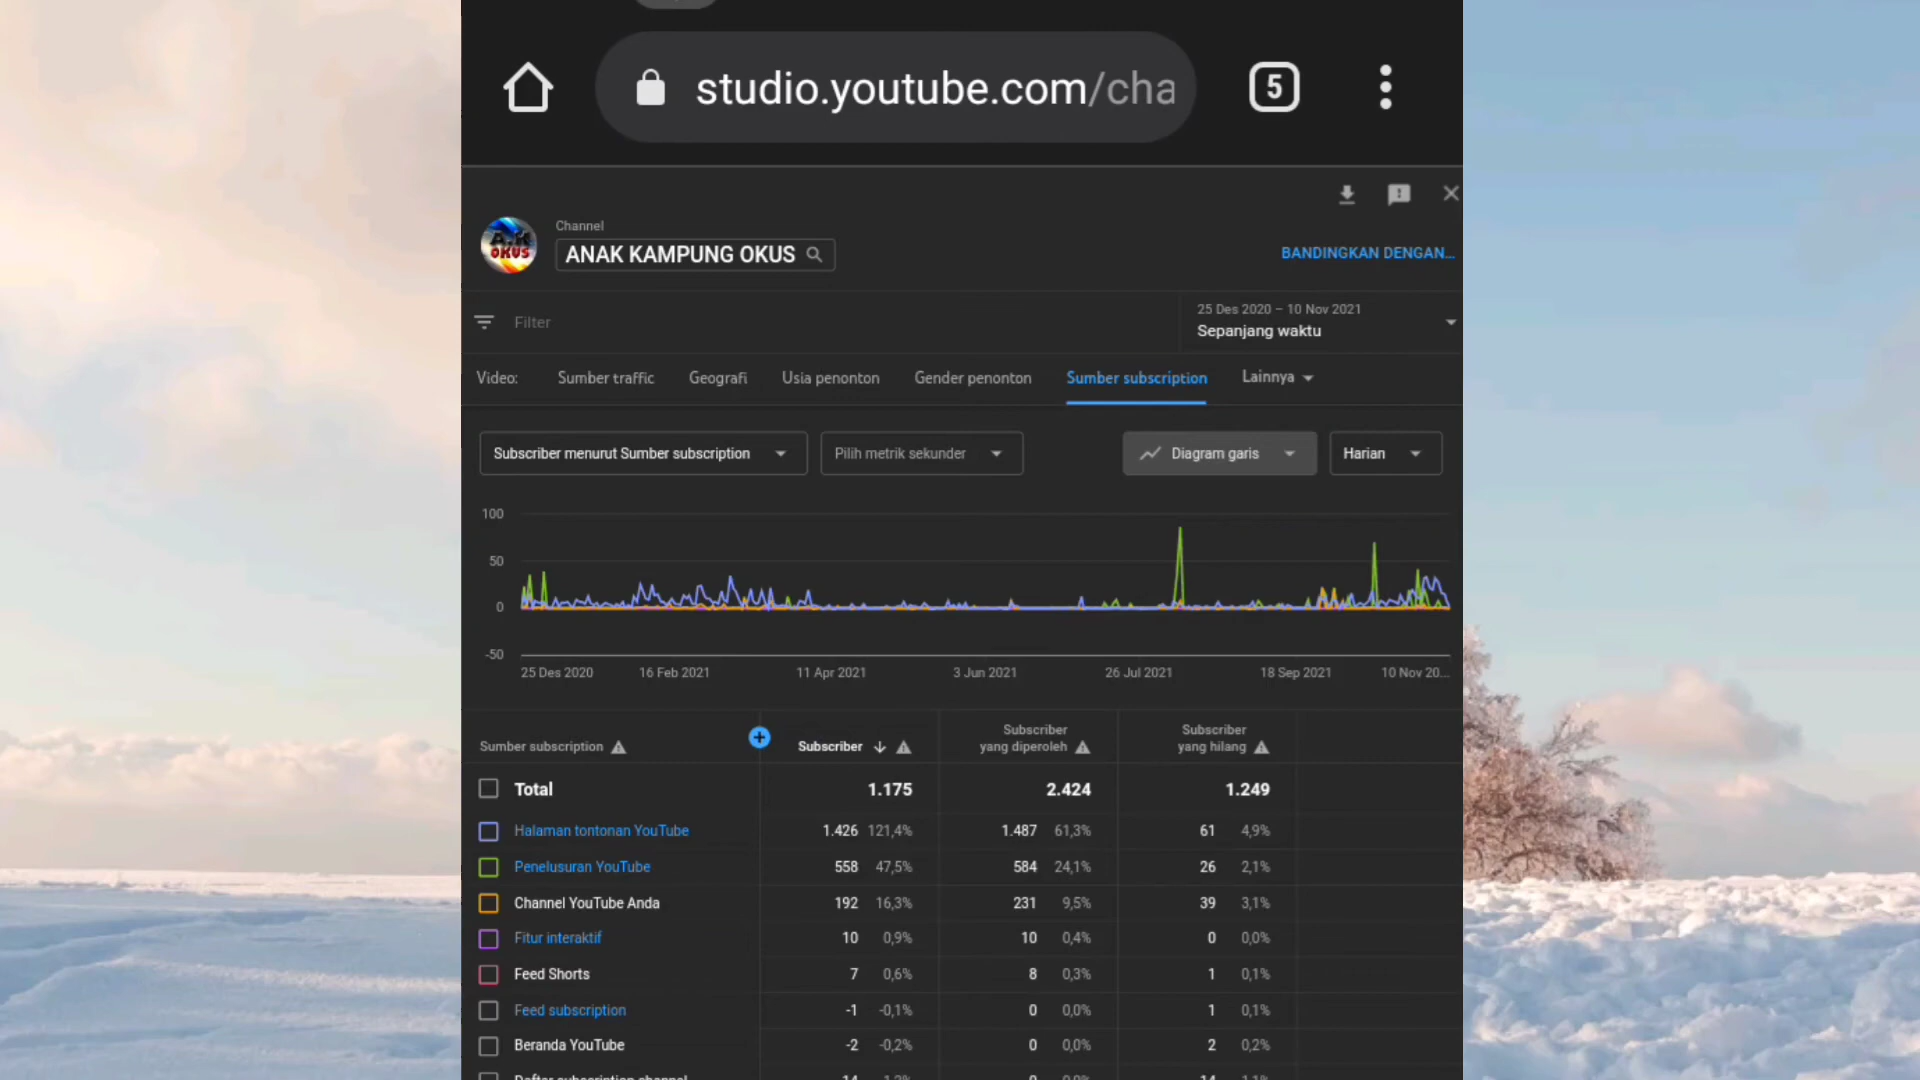 studio.youtube.com/cha
5
Channel
ANAK KAMPUNG OKUS
A.K
OKUS
BANDINGKAN DENGAN...
Filter
25 Des 2020 – 10 Nov 2021
Sepanjang waktu
Video: Sumber traffic Geografi Usia penonton Gender penonton Sumber subscription Lainnya
Subscriber menurut Sumber subscription Pilih metrik sekunder Diagram garis Harian
100
50
0
-50
25 Des 2020 16 Feb 2021 11 Apr 2021 3 Jun 2021 26 Jul 2021 18 Sep 2021 10 Nov 20...
Sumber subscription Subscriber Subscriber yang diperoleh Subscriber yang hilang
Total 1.175 2.424 1.249
Halaman tontonan YouTube 1.426 121,4% 1.487 61,3% 61 4,9%
Penelusuran YouTube 558 47,5% 584 24,1% 26 2,1%
Channel YouTube Anda 192 16,3% 231 9,5% 39 3,1%
Fitur interaktif 10 0,9% 10 0,4% 0 0,0%
Feed Shorts 7 0,6% 8 0,3% 1 0,1%
Feed subscription -1 -0,1% 0 0,0% 1 0,1%
Beranda YouTube -2 -0,2% 0 0,0% 2 0,2%
Daftar subscription channel